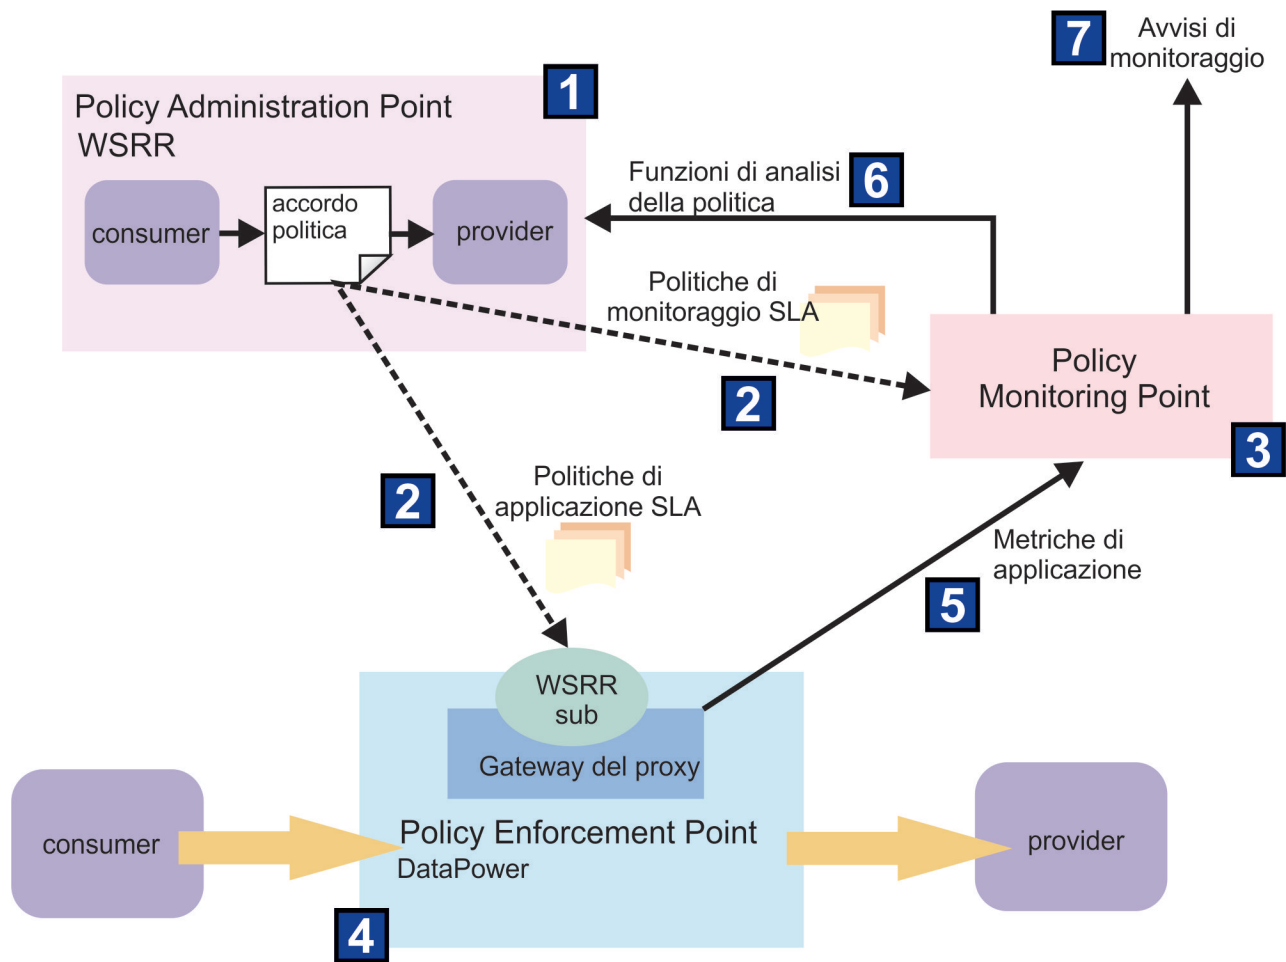 7
Avvisi di
monitoraggio
1
Policy Administration Point
WSRR
consumer
accordo
politica
provider
Funzioni di analisi
della politica
6
Politiche di
monitoraggio SLA
2
Policy
Monitoring Point
3
2
Politiche di
applicazione SLA
Metriche di
applicazione
5
WSRR
sub
Gateway del proxy
consumer
Policy Enforcement Point
DataPower
provider
4